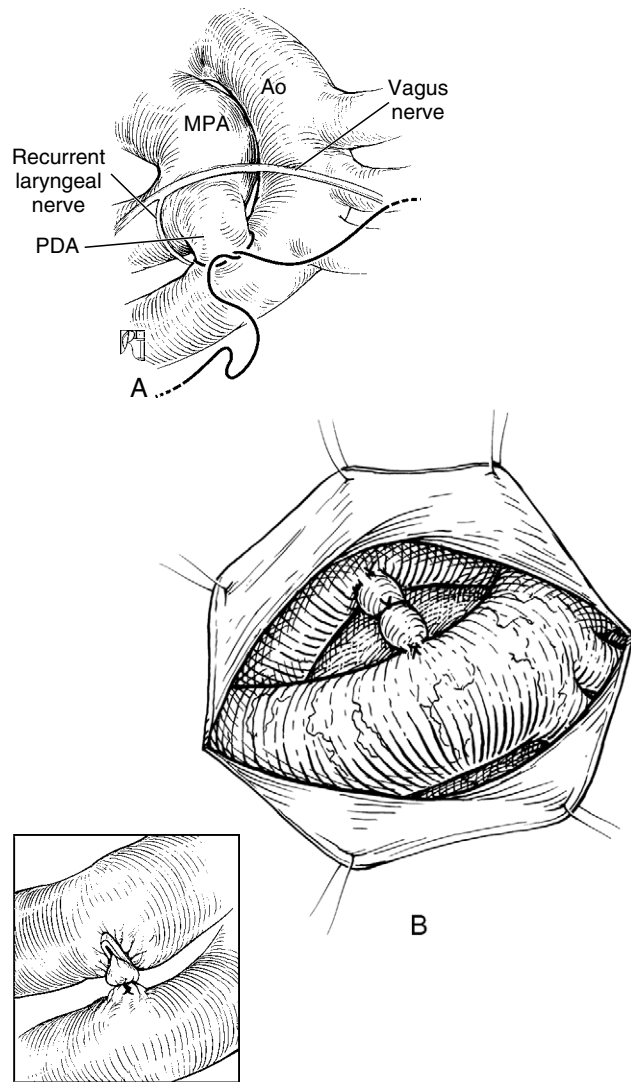 Ao
MPA
Vagus
nerve
Recurrent
laryngeal
nerve
PDA
A
B